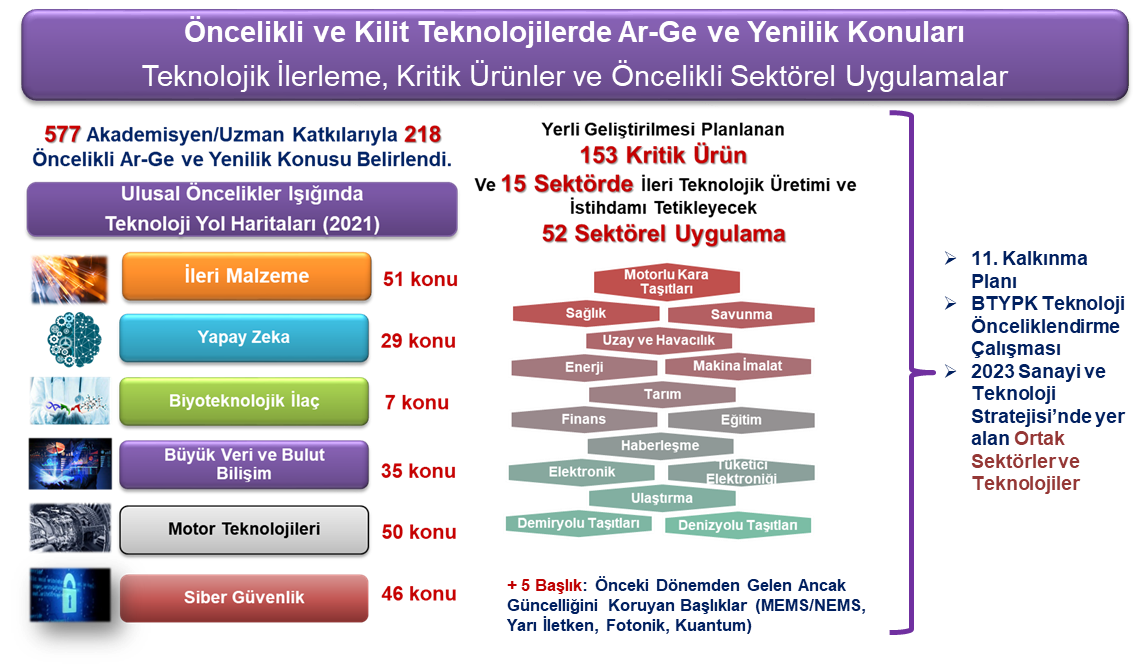 Öncelikli ve Kilit Teknolojilerde Ar-Ge ve Yenilik Konuları
Teknolojik İlerleme, Kritik Ürünler ve Öncelikli Sektörel Uygulamalar
577 Akademisyen/Uzman Katkılarıyla 218
Öncelikli Ar-Ge ve Yenilik Konusu Belirlendi.
Ulusal Öncelikler Işığında
Teknoloji Yol Haritaları (2021)
İleri Malzeme
51 konu
Yapay Zeka
29 konu
Biyoteknolojik İlaç
7 konu
Büyük Veri ve Bulut
Bilişim
35 konu
Motor Teknolojileri
50 konu
Siber Güvenlik
46 konu
Yerli Geliştirilmesi Planlanan
153 Kritik Ürün
Ve 15 Sektörde İleri Teknolojik Üretimi ve
İstihdamı Tetikleyecek
52 Sektörel Uygulama
Motorlu Kara
Taşıtları
Sağlık
Savunma
Uzay ve Havacılık
Enerji
Makina İmalat
Tarım
Finans
Eğitim
Haberleşme
Elektronik
Tüketici
Elektroniği
Ulaştırma
Demiryolu Taşıtları
Denizyolu Taşıtları
+ 5 Başlık: Önceki Dönemden Gelen Ancak
Güncelliğini Koruyan Başlıklar (MEMS/NEMS,
Yarı İletken, Fotonik, Kuantum)
➢ 11. Kalkınma
Planı
➢ BTYPK Teknoloji
Önceliklendirme
Çalışması
➢ 2023 Sanayi ve
Teknoloji
Stratejisi’nde yer
alan Ortak
Sektörler ve
Teknolojiler